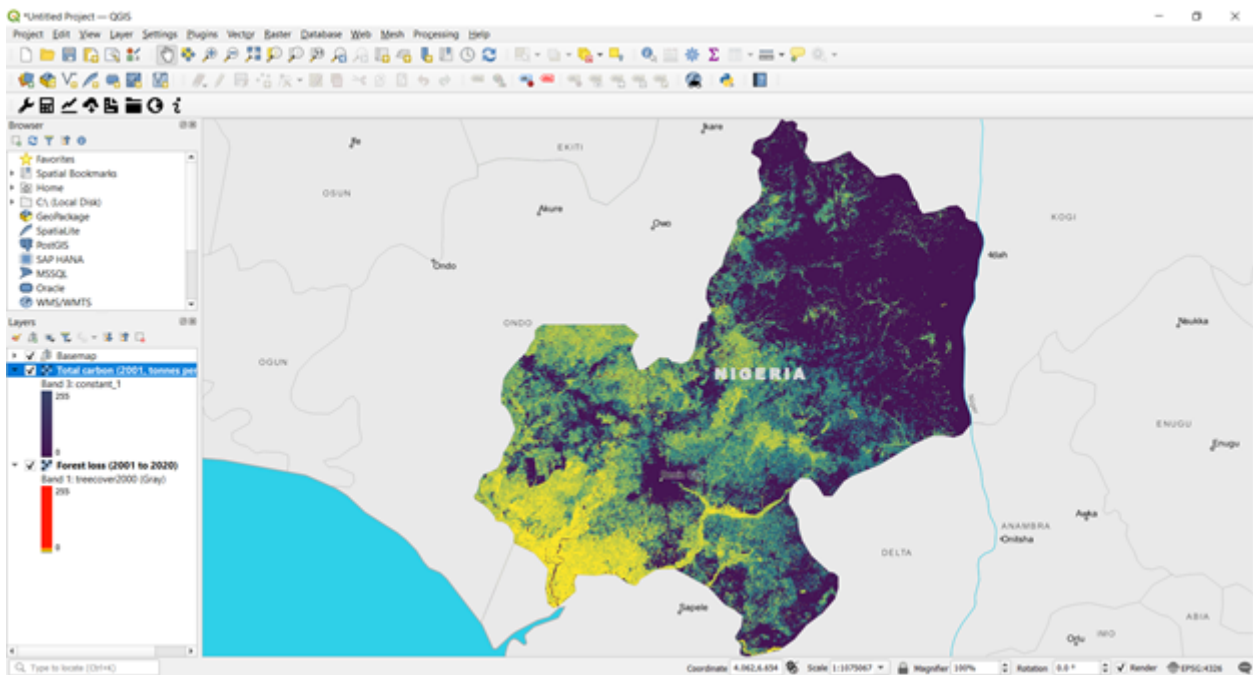 *Untitled Project — QGIS
Project Edit View Layer Settings Plugins Vector Raster Database Web Mesh Processing Help
Browser
Favorites
Spatial Bookmarks
Home
C:\ (Local Disk)
GeoPackage
SpatiaLite
PostGIS
SAP HANA
MSSQL
Oracle
WMS/WMTS
Layers
Basemap
Total carbon (2001, tonnes per
Band 3: constant_1
255
0
Forest loss (2001 to 2020)
Band 1: treecover2000 (Gray)
255
0
Ife
EKITI
Ikare
OSUN
Akure
Owo
KOGI
Ondo
Idah
ONDO
Nsukka
OGUN
NIGERIA
Niger
ENUGU
Enugu
Awka
ANAMBRA
Onitsha
DELTA
Sapele
ABIA
Orlu
IMO
Type to locate (Ctrl+K)
Coordinate 4.062,6.654 Scale 1:1075067 Magnifier 100% Rotation 0.0 ° Render EPSG:4326